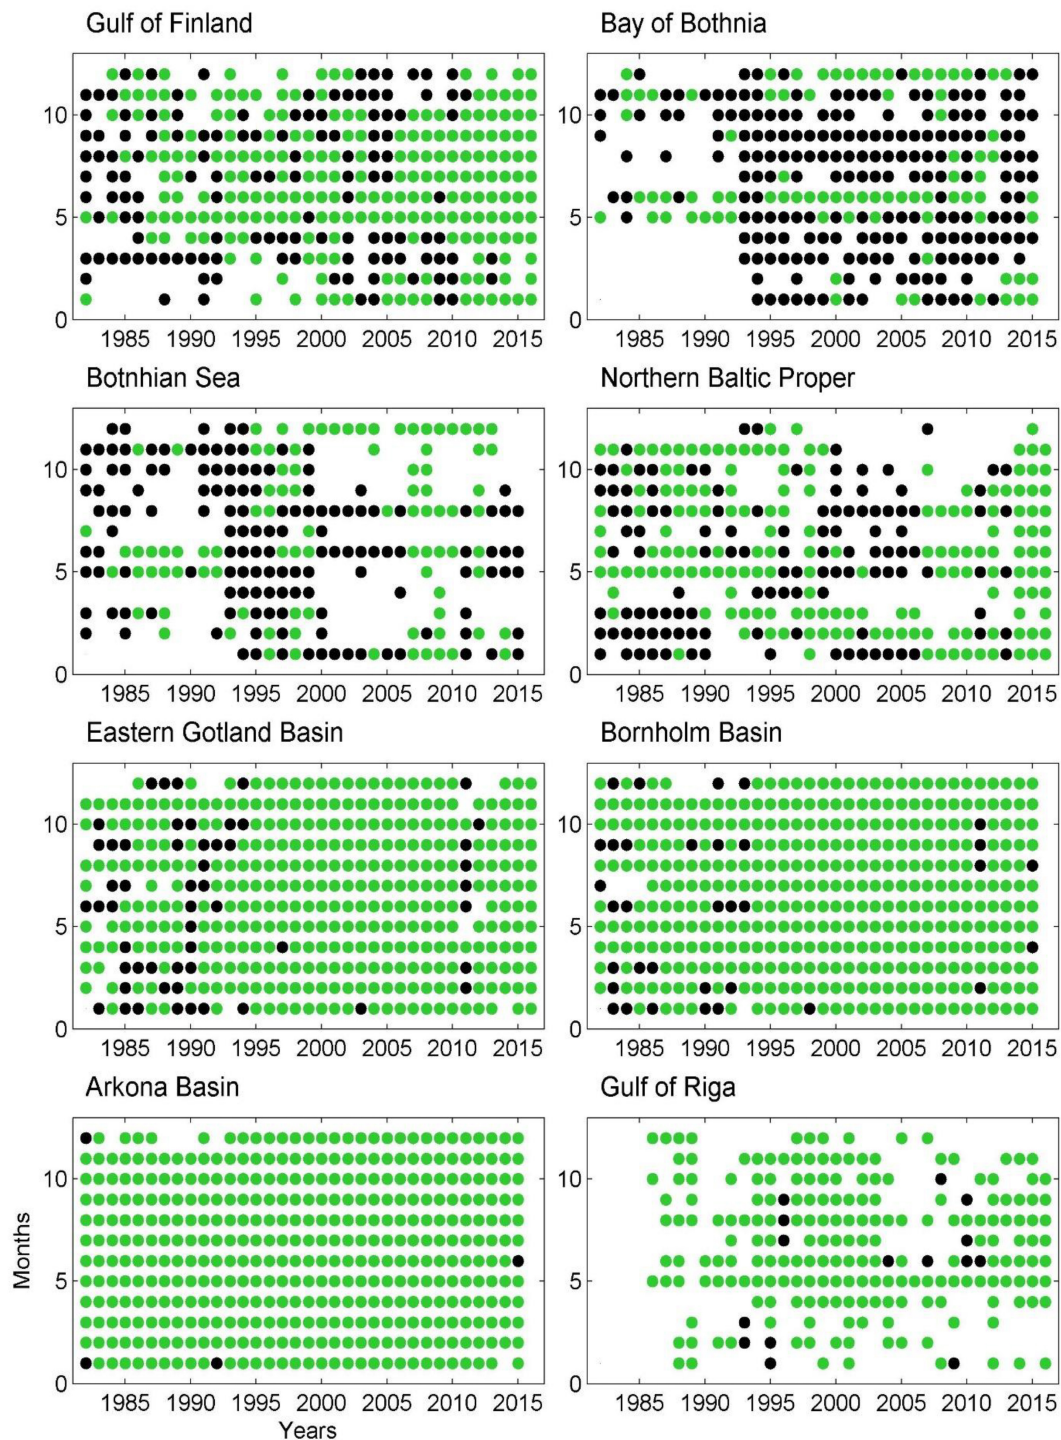 Gulf of Finland
Bay of Bothnia
10
5
0
1985 1990 1995 2000 2005 2010 2015
10
5
0
1985 1990 1995 2000 2005 2010 2015
Botnhian Sea
Northern Baltic Proper
10
5
0
1985 1990 1995 2000 2005 2010 2015
10
5
0
1985 1990 1995 2000 2005 2010 2015
Eastern Gotland Basin
Bornholm Basin
10
5
0
1985 1990 1995 2000 2005 2010 2015
10
5
0
1985 1990 1995 2000 2005 2010 2015
Arkona Basin
Gulf of Riga
Months
10
5
0
1985 1990 1995 2000 2005 2010 2015
Years
10
5
0
1985 1990 1995 2000 2005 2010 2015